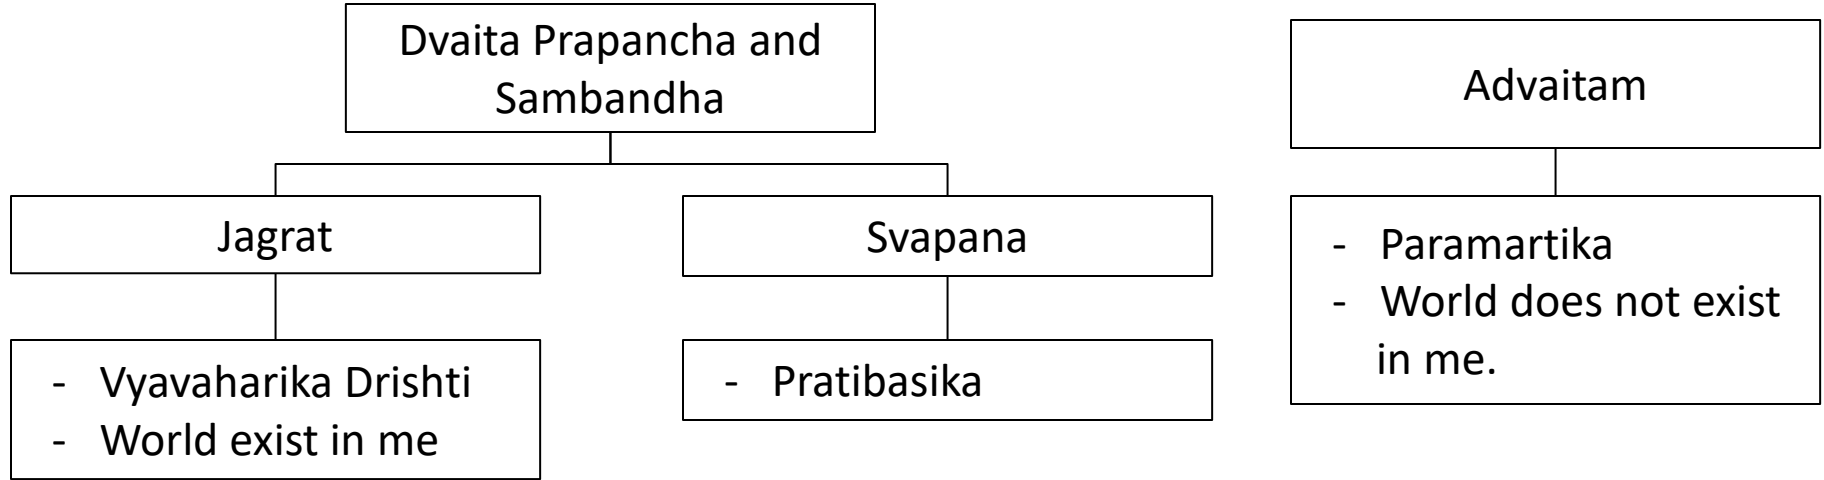 Dvaita Prapancha and
Sambandha
Jagrat
- Vyavaharika Drishti
- World exist in me
Svapana
- Pratibasika
Advaitam
- Paramartika
- World does not exist
in me.